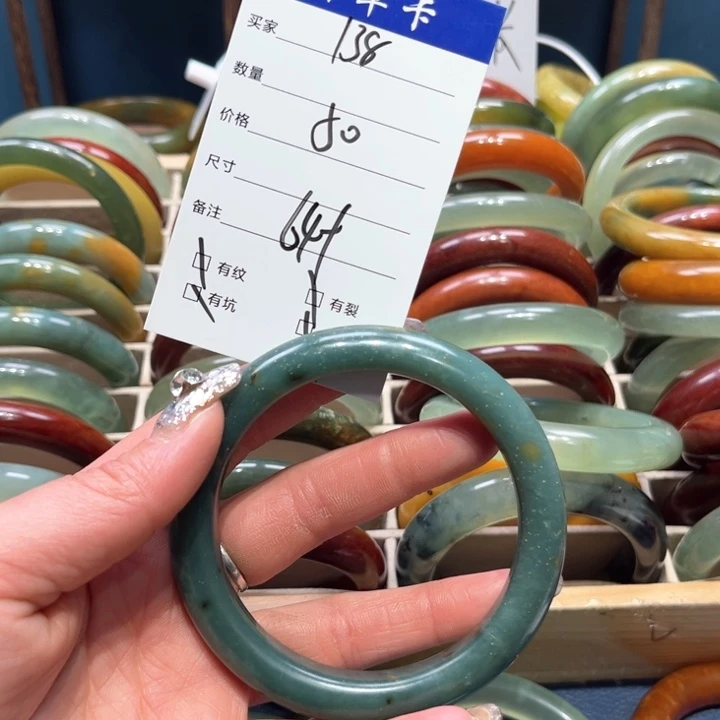 卡
买家 138
数量
价格 80
尺寸
备注 64+
有纹
有坑 有裂